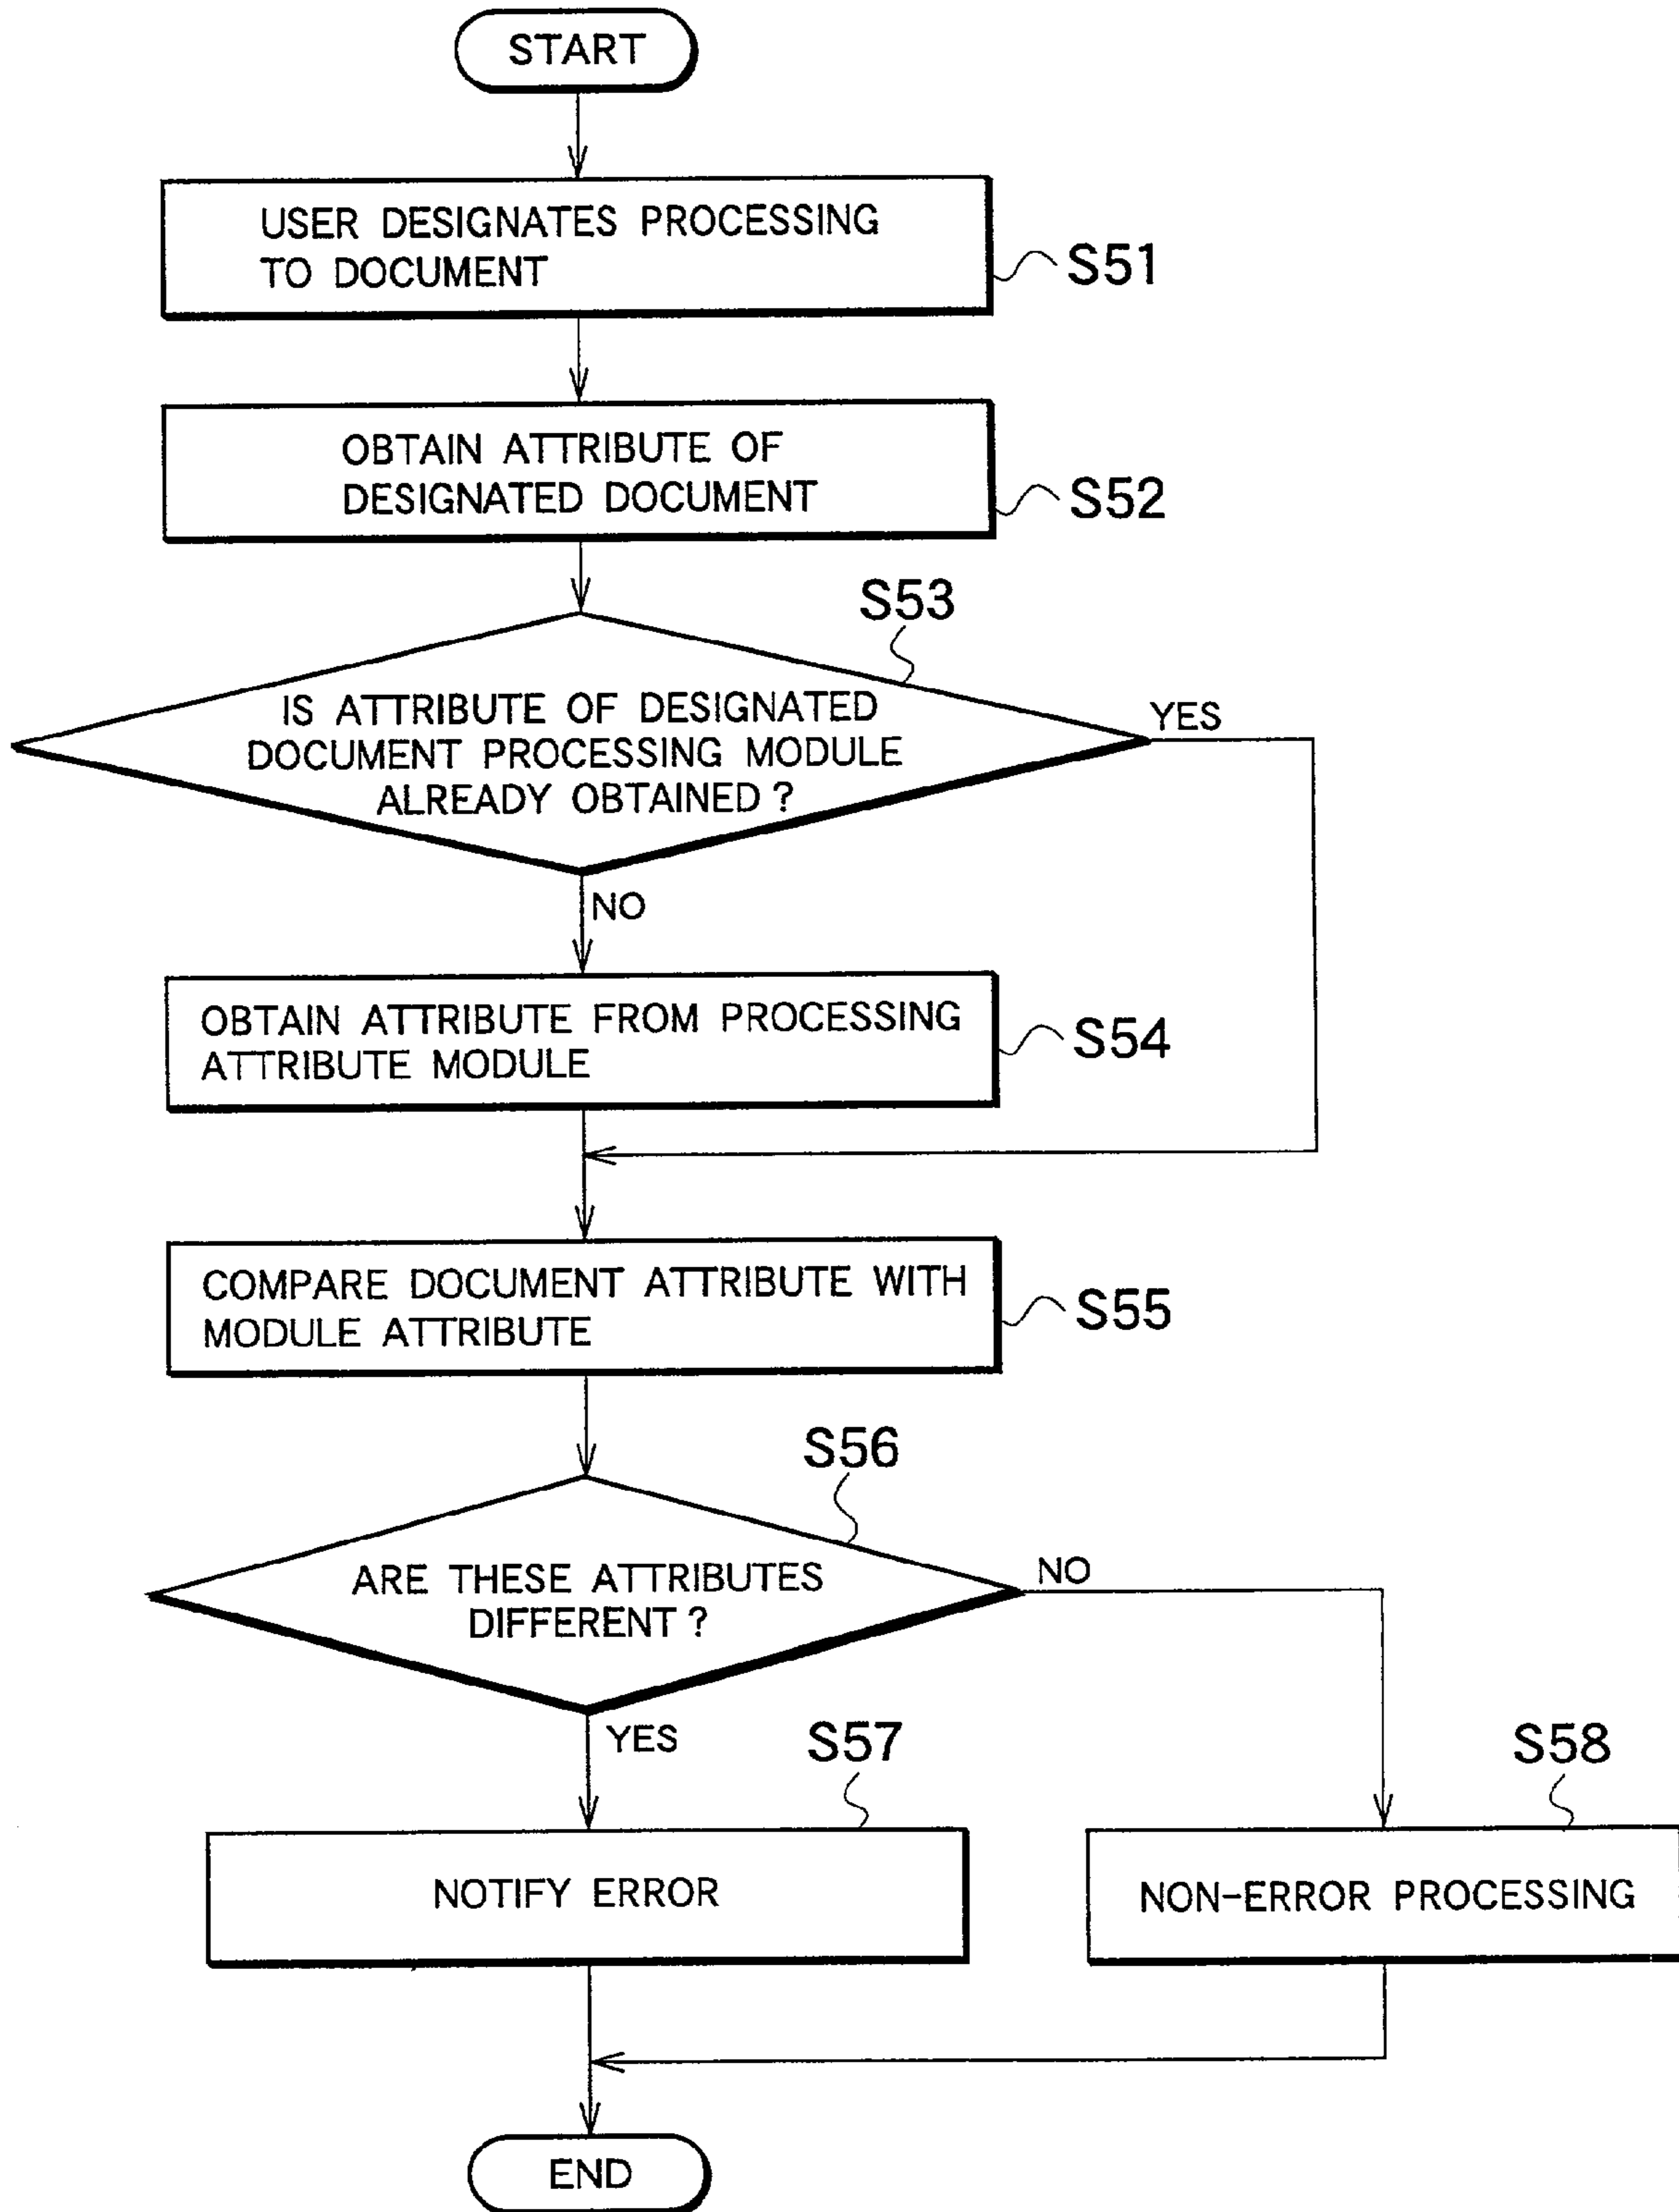 START
USER DESIGNATES PROCESSING
TO DOCUMENT
S51
OBTAIN ATTRIBUTE OF
DESIGNATED DOCUMENT
S52
S53
IS ATTRIBUTE OF DESIGNATED
DOCUMENT PROCESSING MODULE
ALREADY OBTAINED?
YES
NO
OBTAIN ATTRIBUTE FROM PROCESSING
ATTRIBUTE MODULE
S54
COMPARE DOCUMENT ATTRIBUTE WITH
MODULE ATTRIBUTE
S55
S56
ARE THESE ATTRIBUTES
DIFFERENT?
NO
YES
S57
S58
NOTIFY ERROR
NON-ERROR PROCESSING
END